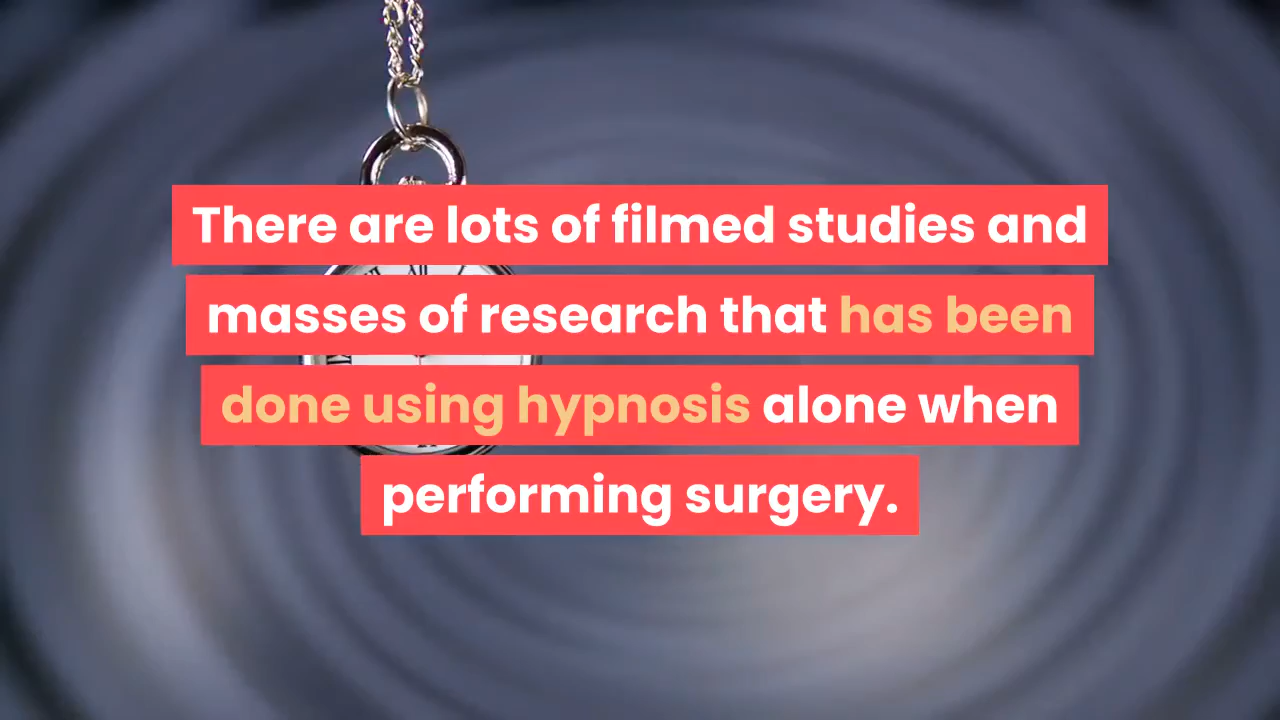 There are lots of filmed studies and
masses of research that has been
done using hypnosis alone when
performing surgery.